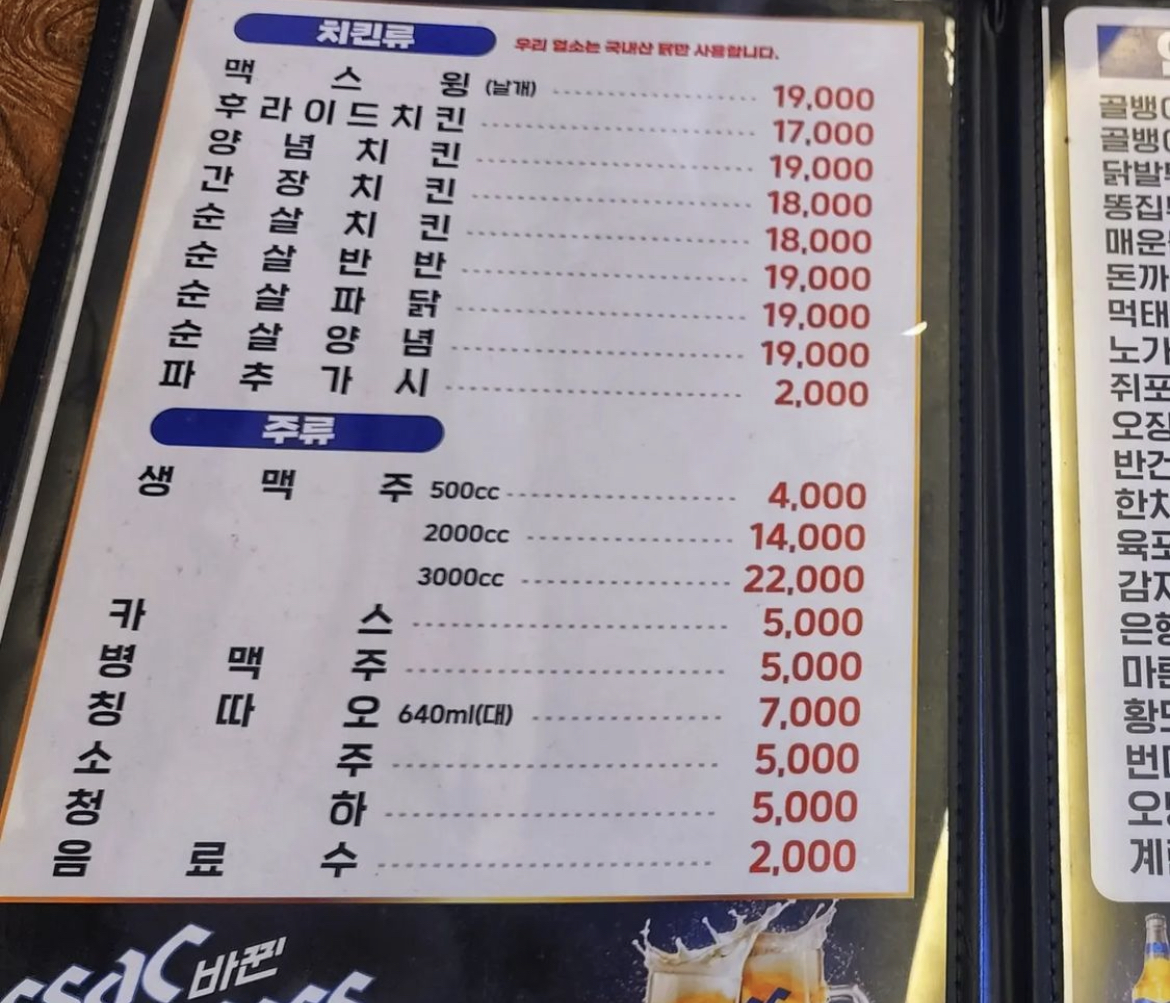 치킨류
우리 업소는 국내산 닭만 사용합니다.
맥스윙 (날개) 19,000
후라이드치킨 17,000
양념치킨 19,000
간장치킨 18,000
순살치킨 18,000
순살반반 19,000
순살파닭 19,000
순살양념 19,000
파추가시 2,000
주류
생맥주 500cc 4,000
2000cc 14,000
3000cc 22,000
카스 5,000
병맥주 5,000
칭따오 640ml(대) 7,000
소주 5,000
청하 5,000
음료수 2,000
바꾼
골뱅
골뱅
닭발
똥집
매운
돈까
먹태
노가
쥐포
오징
반건
한치
육포
감자
은행
마른
황도
번데
오뎅
계란